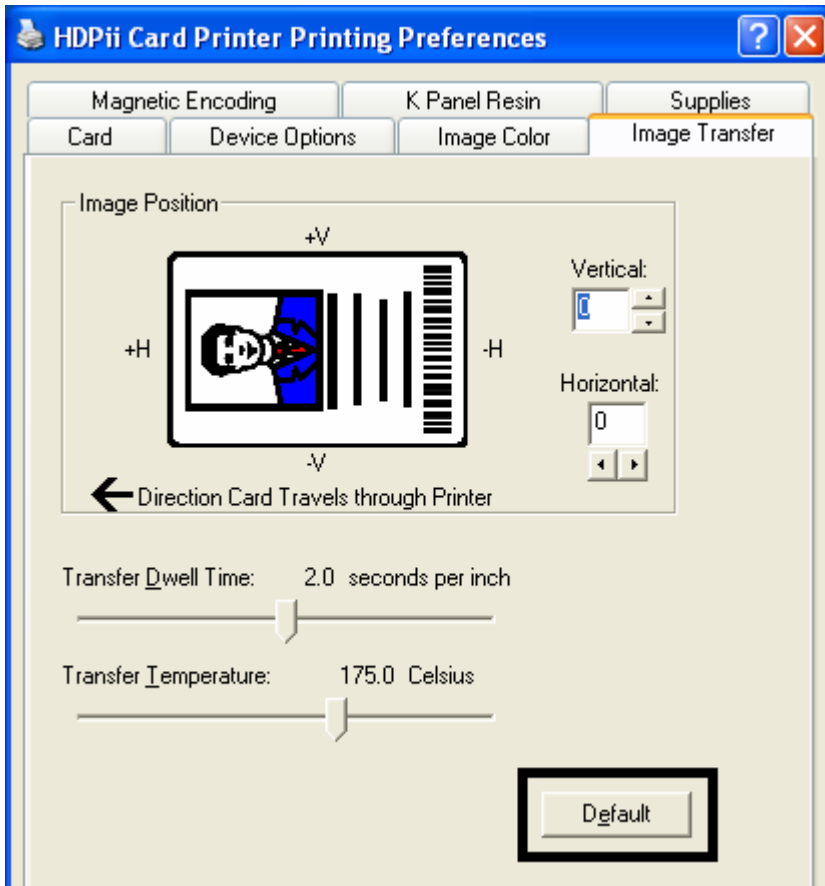 HDPii Card Printer Printing Preferences
?
Magnetic Encoding K Panel Resin Supplies
Card Device Options Image Color Image Transfer
Image Position
+V
Vertical:
0
+H -H
Horizontal:
0
-V
Direction Card Travels through Printer
Transfer Dwell Time: 2.0 seconds per inch
Transfer Temperature: 175.0 Celsius
Default